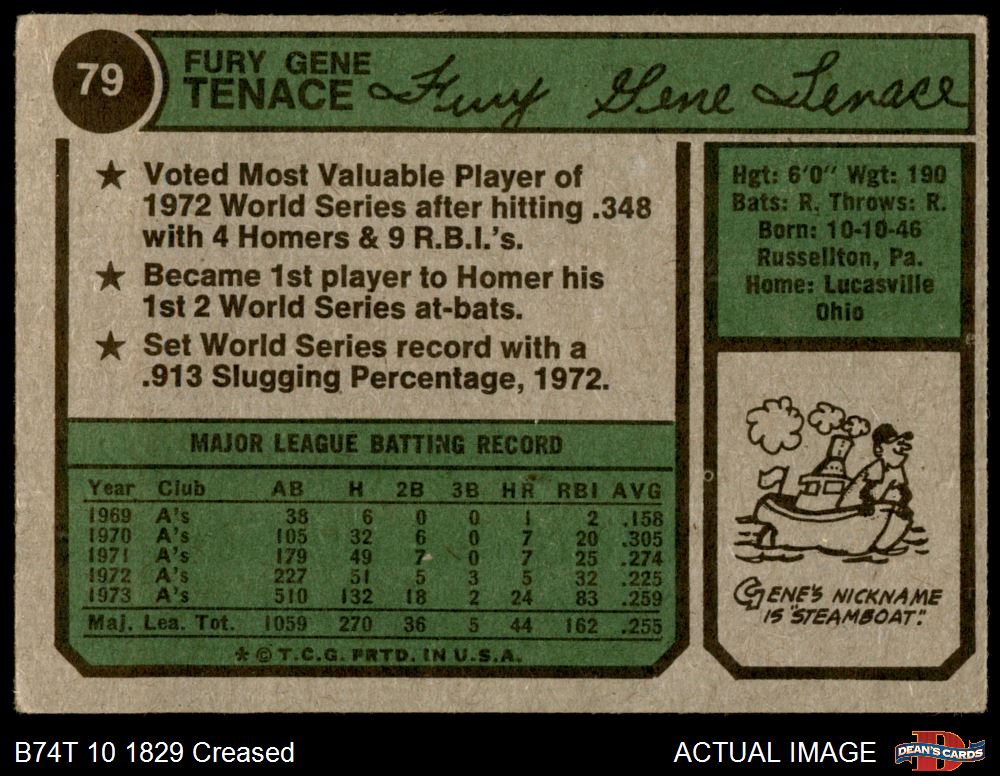 79
FURY GENE
TENACE
Fury Gene Tenace
★ Voted Most Valuable Player of
1972 World Series after hitting .348
with 4 Homers & 9 R.B.I.'s.
★ Became 1st player to Homer his
1st 2 World Series at-bats.
★ Set World Series record with a
.913 Slugging Percentage, 1972.
Hgt: 6'0" Wgt: 190
Bats: R. Throws: R.
Born: 10-10-46
Russellton, Pa.
Home: Lucasville
Ohio
MAJOR LEAGUE BATTING RECORD
Year Club AB H 2B 3B HR RBI AVG
1969 A's 38 6 0 0 1 2 .158
1970 A's 105 32 6 0 7 20 .305
1971 A's 179 49 7 0 7 25 .274
1972 A's 227 51 5 3 5 32 .225
1973 A's 510 132 18 2 24 83 .259
Maj. Lea. Tot. 1059 270 36 5 44 162 .255
* © T.C.G. PRTD. IN U.S.A.
GENE'S NICKNAME
IS "STEAMBOAT."
B74T 10 1829 Creased
ACTUAL IMAGE
D
DEAN'S CARDS